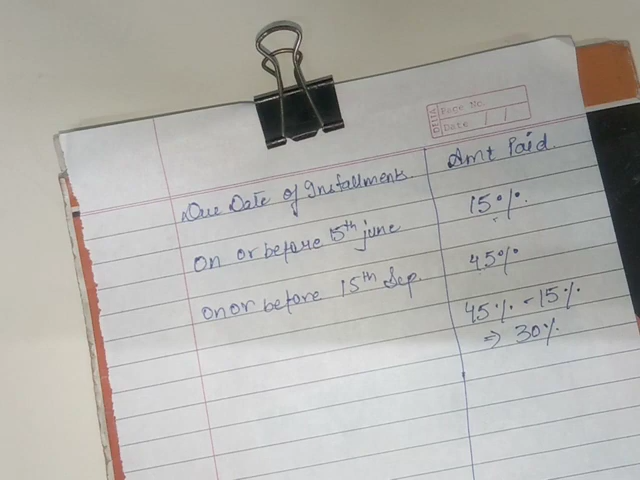 DELTA
Page No.
Date / /
Due Date of Installments. Amt Paid.
on or before 15th june 15%.
on or before 15th Sep. 45%
45% - 15%
⇒ 30%